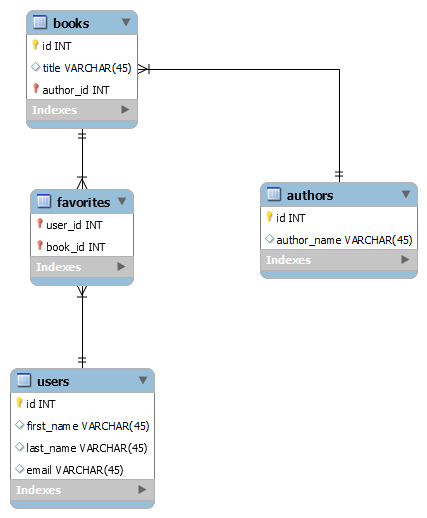 books
id INT
title VARCHAR(45)
author_id INT
Indexes
favorites
user_id INT
book_id INT
Indexes
authors
id INT
author_name VARCHAR(45)
Indexes
users
id INT
first_name VARCHAR(45)
last_name VARCHAR(45)
email VARCHAR(45)
Indexes